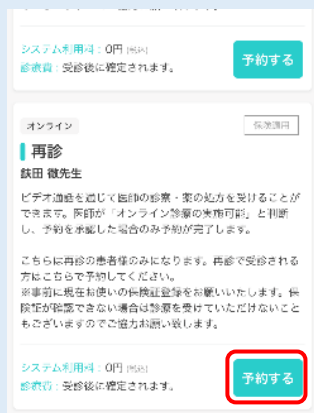 システム利用料：0円 (税込)
診療費：受診後に確定されます。
予約する
オンライン
保険適用
再診
鉄田 徹先生
ビデオ通話を通じて医師の診察・薬の処方を受けることが
できます。医師が「オンライン診療の実施可能」と判断
し、予約を承認した場合のみ予約が完了します。
こちらは再診の患者様のみになります。再診で受診される
方はこちらで予約してください。
※事前に現在お使いの保険証登録をお願いいたします。保
険証が確認できない場合は診療を受けていただけないこと
もございますのでご協力お願い致します。
システム利用料：0円 (税込)
診療費：受診後に確定されます。
予約する